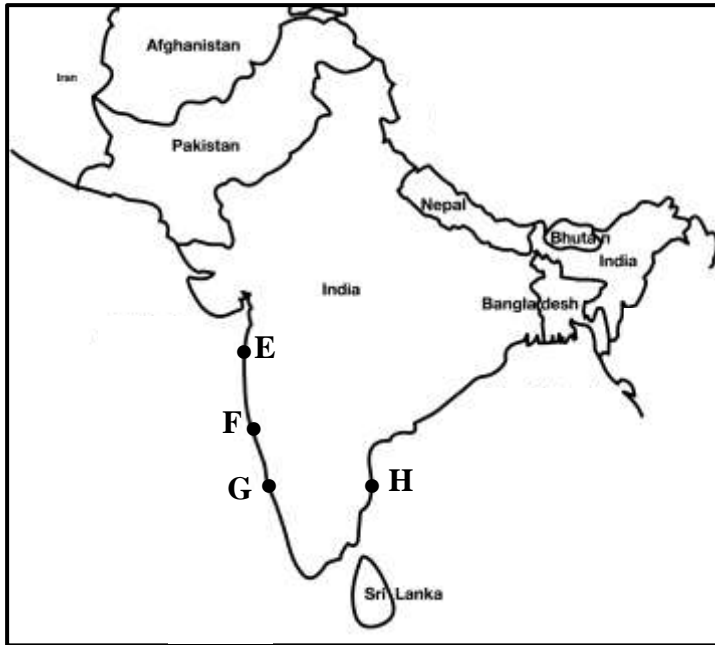 Afghanistan
Iran
Pakistan
Nepal
Bhutan
India
India
Bangladesh
E
F
G
H
Sri Lanka